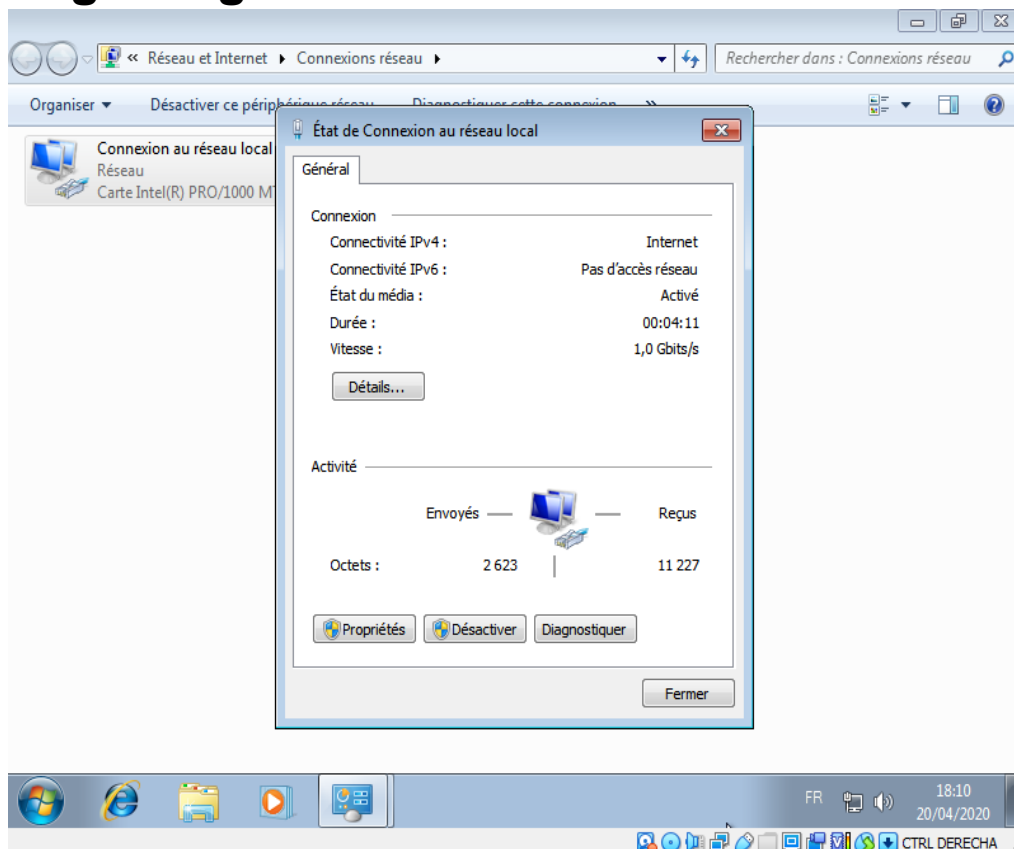 « Réseau et Internet ▸ Connexions réseau ▸
Rechercher dans : Connexions réseau
Organiser ▾ Désactiver ce périphérique réseau Diagnostiquer cette connexion »
Connexion au réseau local
Réseau
Carte Intel(R) PRO/1000 M
État de Connexion au réseau local
Général
Connexion
Connectivité IPv4 : Internet
Connectivité IPv6 : Pas d'accès réseau
État du média : Activé
Durée : 00:04:11
Vitesse : 1,0 Gbits/s
Détails...
Activité
Envoyés Reçus
Octets : 2 623 11 227
Propriétés Désactiver Diagnostiquer
Fermer
FR 18:10
20/04/2020
CTRL DERECHA